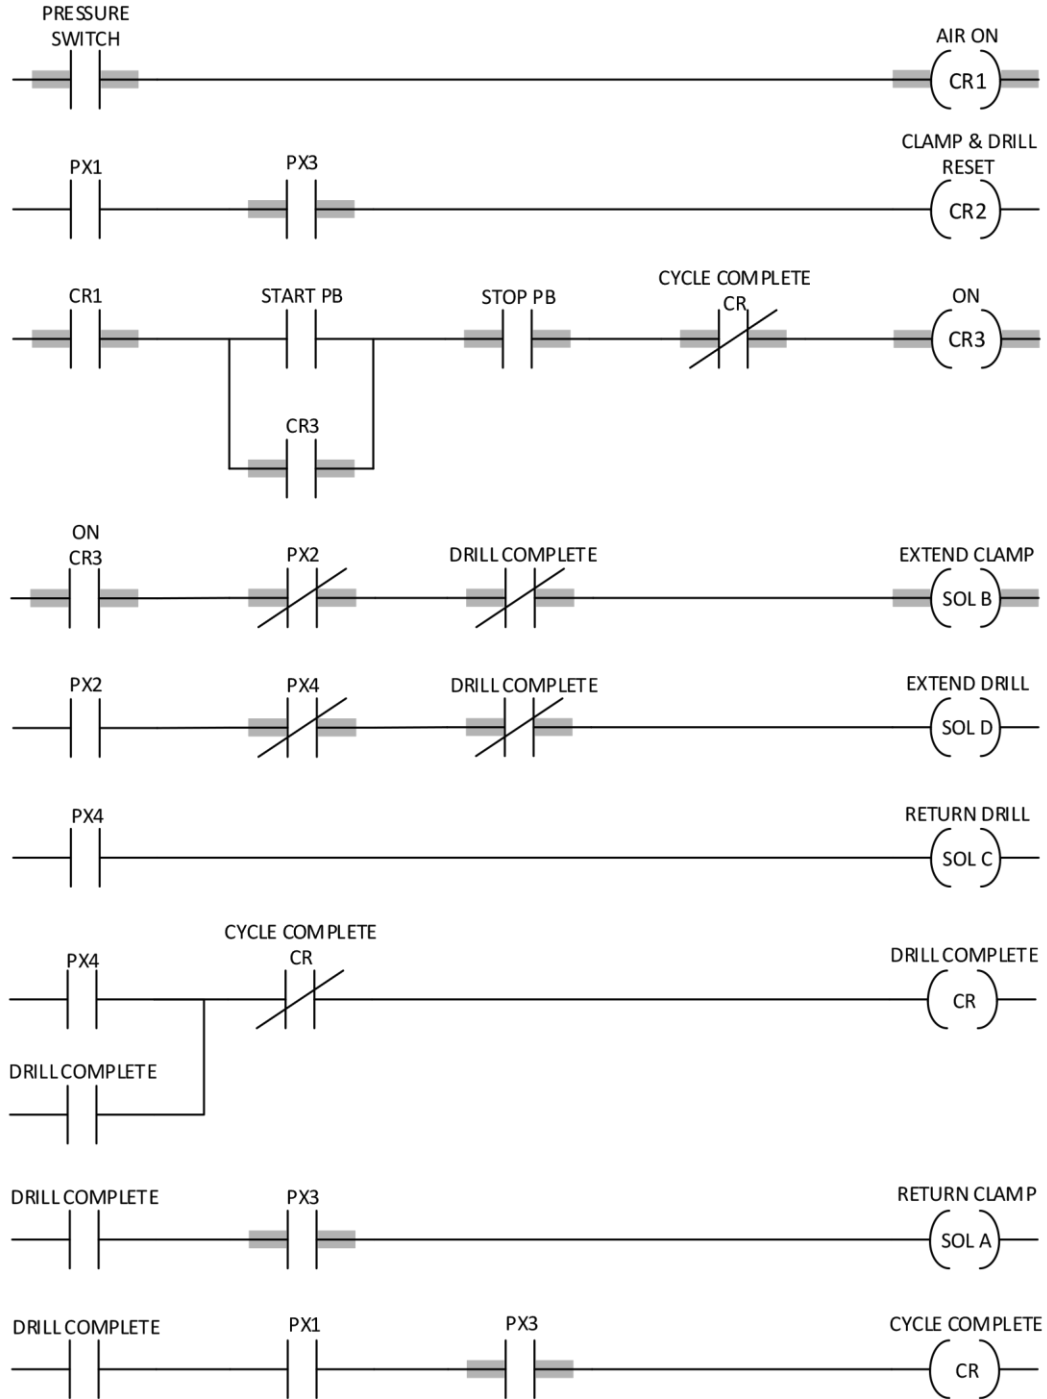 PRESSURE
SWITCH
AIR ON
CR1
PX1
PX3
CLAMP & DRILL
RESET
CR2
CR1
START PB
STOP PB
CYCLE COMPLETE
CR
ON
CR3
CR3
ON
CR3
PX2
DRILL COMPLETE
EXTEND CLAMP
SOL B
PX2
PX4
DRILL COMPLETE
EXTEND DRILL
SOL D
PX4
RETURN DRILL
SOL C
PX4
CYCLE COMPLETE
CR
DRILL COMPLETE
CR
DRILL COMPLETE
DRILL COMPLETE
PX3
RETURN CLAMP
SOL A
DRILL COMPLETE
PX1
PX3
CYCLE COMPLETE
CR